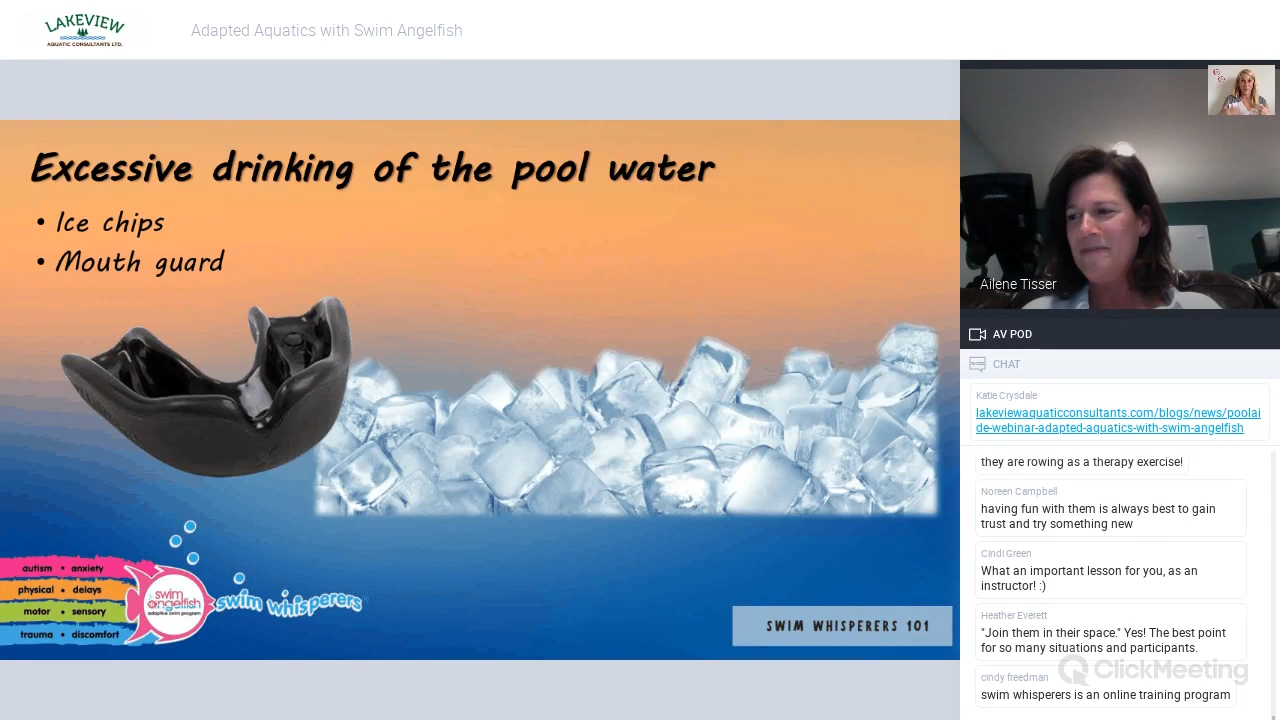 LAKEVIEW
AQUATIC CONSULTANTS LTD.
Adapted Aquatics with Swim Angelfish
Excessive drinking of the pool water
• Ice chips
• Mouth guard
autism • anxiety
physical • delays
motor • sensory
trauma • discomfort
swim
angelfish
adaptive swim program
swim whisperers
SWIM WHISPERERS 101
Ailene Tisser
AV POD
CHAT
Katie Crysdale
lakeviewaquaticconsultants.com/blogs/news/poolai
de-webinar-adapted-aquatics-with-swim-angelfish
they are rowing as a therapy exercise!
Noreen Campbell
having fun with them is always best to gain
trust and try something new
Cindi Green
What an important lesson for you, as an
instructor! :)
Heather Everett
"Join them in their space." Yes! The best point
for so many situations and participants.
cindy freedman
swim whisperers is an online training program
ClickMeeting